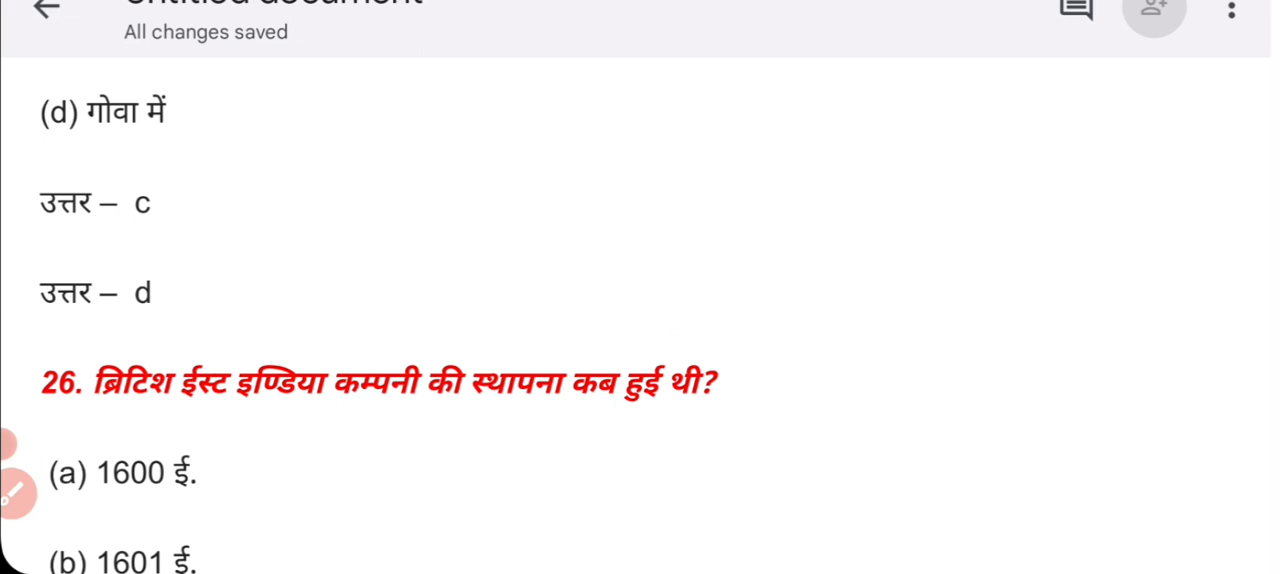 All changes saved
(d) गोवा में
उत्तर – c
उत्तर – d
26. ब्रिटिश ईस्ट इण्डिया कम्पनी की स्थापना कब हुई थी?
(a) 1600 ई.
(b) 1601 ई.